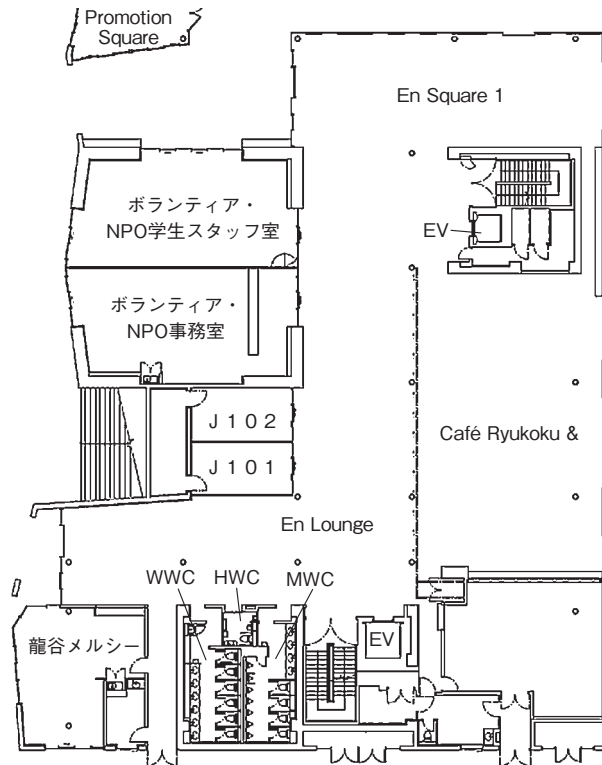 Promotion
Square
En Square 1
ボランティア・
NPO学生スタッフ室
EV
ボランティア・
NPO事務室
J102
Café Ryukoku &
J101
En Lounge
WWC
HWC
MWC
龍谷メルシー
EV